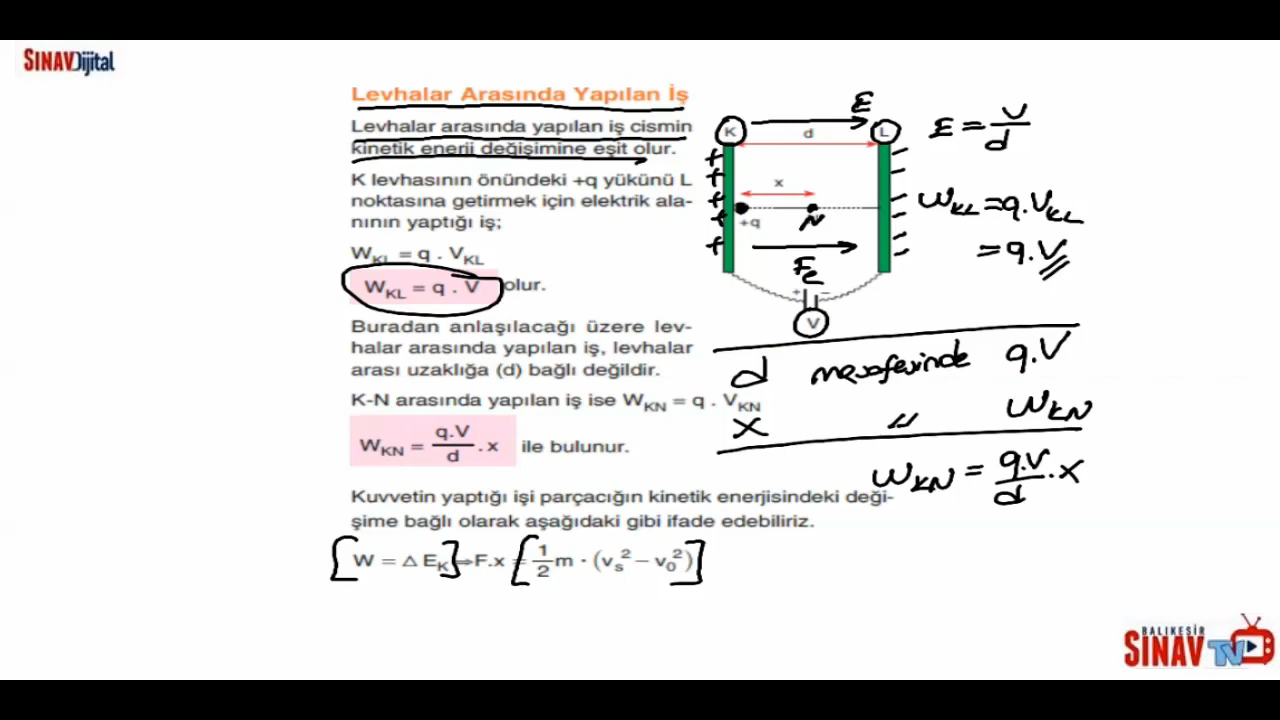 SINAVDijital
Levhalar Arasında Yapılan İş
Levhalar arasında yapılan iş cismin
kinetik enerji değişimine eşit olur.
K levhasının önündeki +q yükünü L
noktasına getirmek için elektrik ala-
nının yaptığı iş;
W_KL = q . V_KL
W_KL = q . V olur.
Buradan anlaşılacağı üzere lev-
halar arasında yapılan iş, levhalar
arası uzaklığa (d) bağlı değildir.
K-N arasında yapılan iş ise W_KN = q . V_KN
W_KN = q.V/d . x ile bulunur.
Kuvvetin yaptığı işi parçacığın kinetik enerjisindeki deği-
şime bağlı olarak aşağıdaki gibi ifade edebiliriz.
[W = Δ E_K] ⇒ F.x = [1/2 m · (v_s² − v_0²)]
E
K d L
x
+q N
F_e
+ −
V
E = V/d
W_KL = q.V_KL
= q.V
d mesafesinde q.V
x " W_KN
W_KN = q.V/d . x
BALIKESİR
SINAV TV